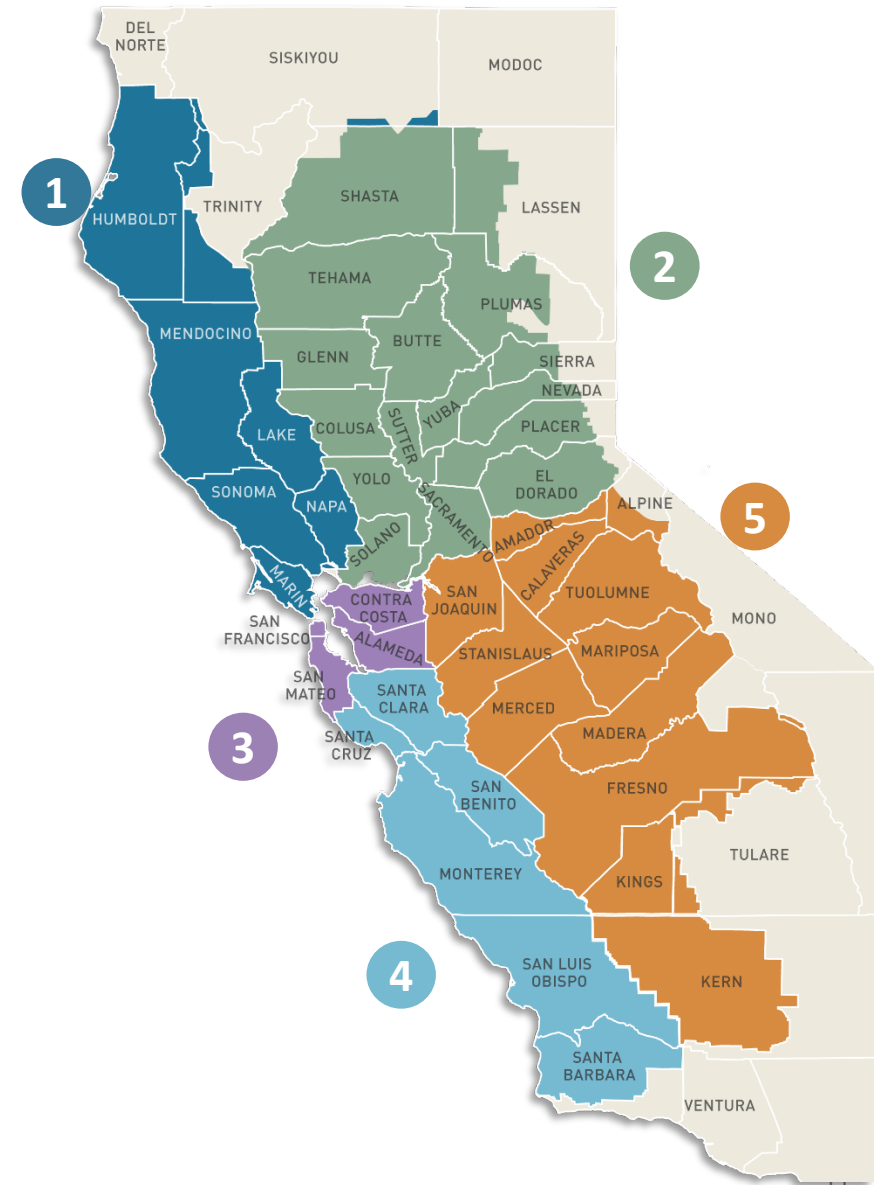 DEL
NORTE
SISKIYOU
MODOC
1
HUMBOLDT
TRINITY
SHASTA
LASSEN
2
TEHAMA
PLUMAS
MENDOCINO
GLENN
BUTTE
SIERRA
NEVADA
LAKE
COLUSA
SUTTER
YUBA
PLACER
SONOMA
NAPA
YOLO
SACRAMENTO
EL
DORADO
ALPINE
5
SOLANO
AMADOR
CALAVERAS
MARIN
CONTRA
COSTA
SAN
JOAQUIN
TUOLUMNE
MONO
SAN
FRANCISCO
ALAMEDA
STANISLAUS
MARIPOSA
SAN
MATEO
SANTA
CLARA
MERCED
MADERA
3
SANTA
CRUZ
SAN
BENITO
FRESNO
MONTEREY
KINGS
TULARE
4
SAN LUIS
OBISPO
KERN
SANTA
BARBARA
VENTURA